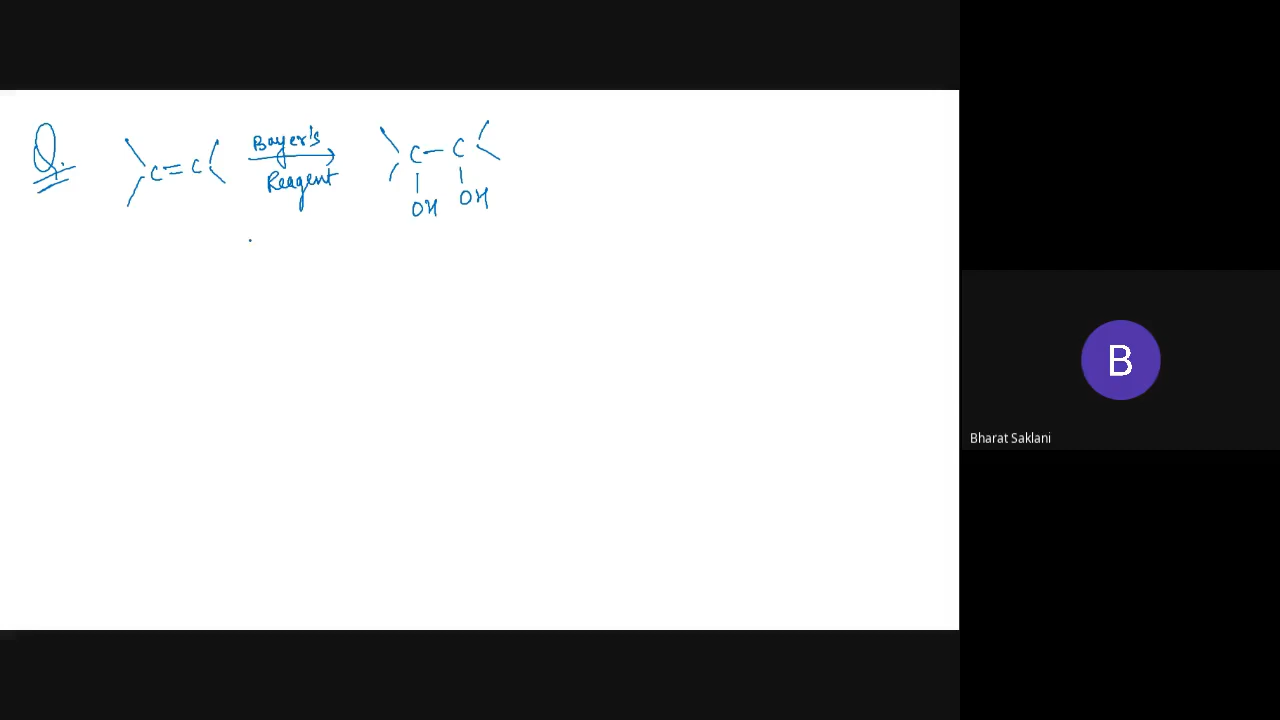 Q.
C=C
Bayer's
Reagent
C-C
OH OH
B
Bharat Saklani